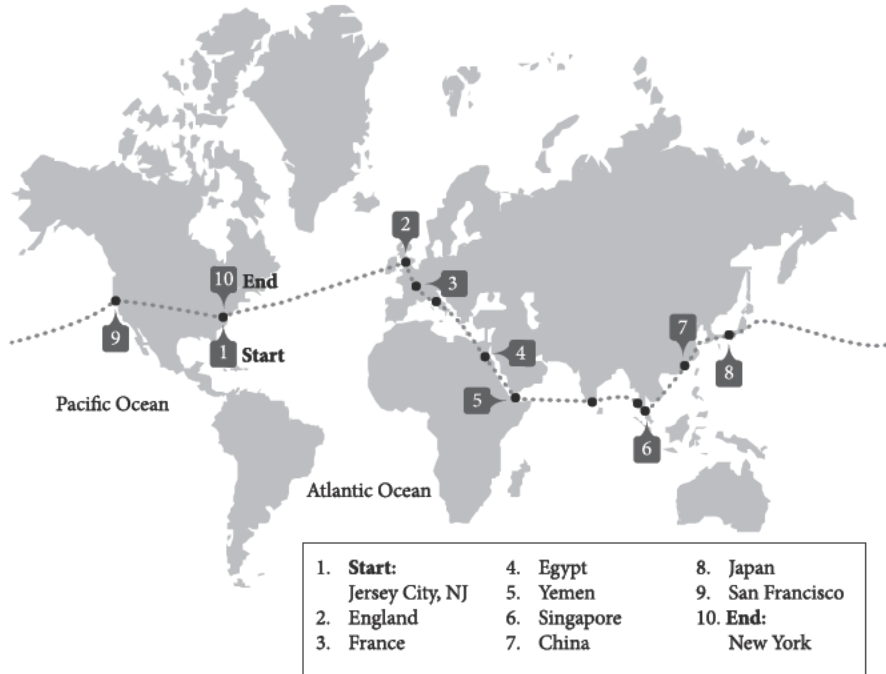 2
10 End
3
9
1 Start
7
4
8
Pacific Ocean
5
6
Atlantic Ocean
1. Start:
Jersey City, NJ
2. England
3. France
4. Egypt
5. Yemen
6. Singapore
7. China
8. Japan
9. San Francisco
10. End:
New York